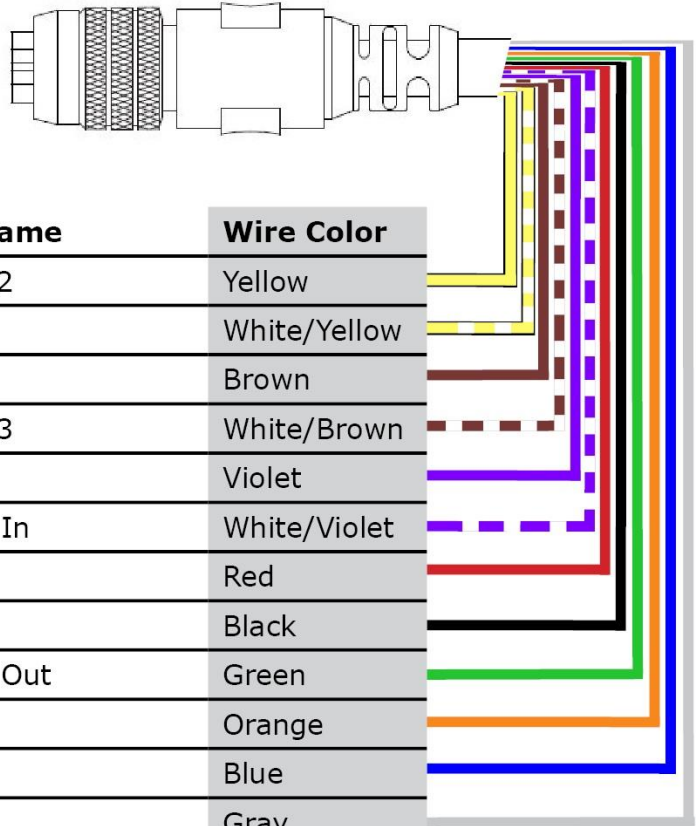 ame Wire Color
2 Yellow
White/Yellow
Brown
3 White/Brown
Violet
In White/Violet
Red
Black
Out Green
Orange
Blue
Gray